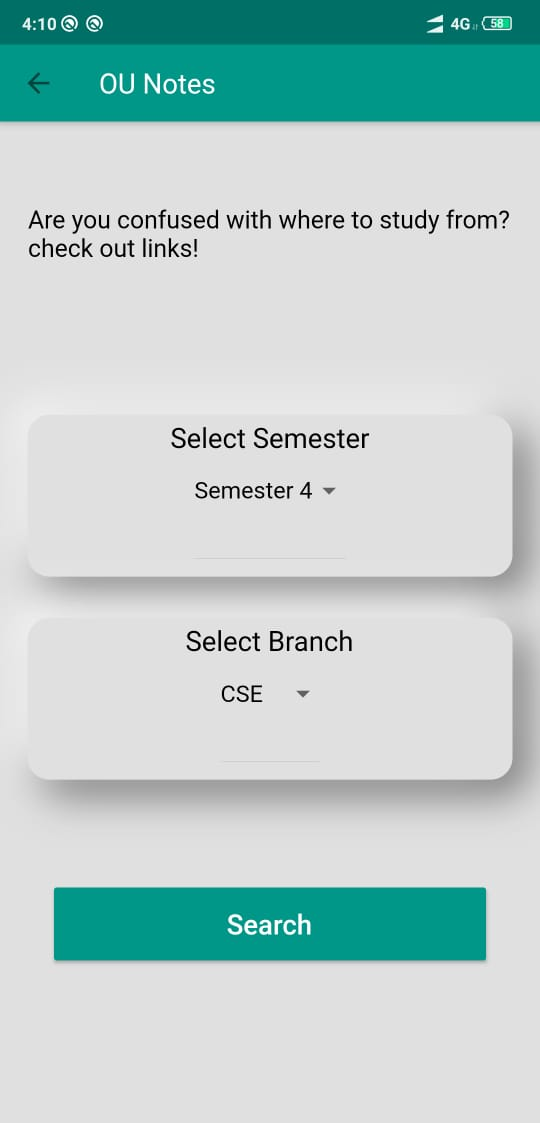 4:10 4G 58
OU Notes
Are you confused with where to study from?
check out links!
Select Semester
Semester 4
Select Branch
CSE
Search